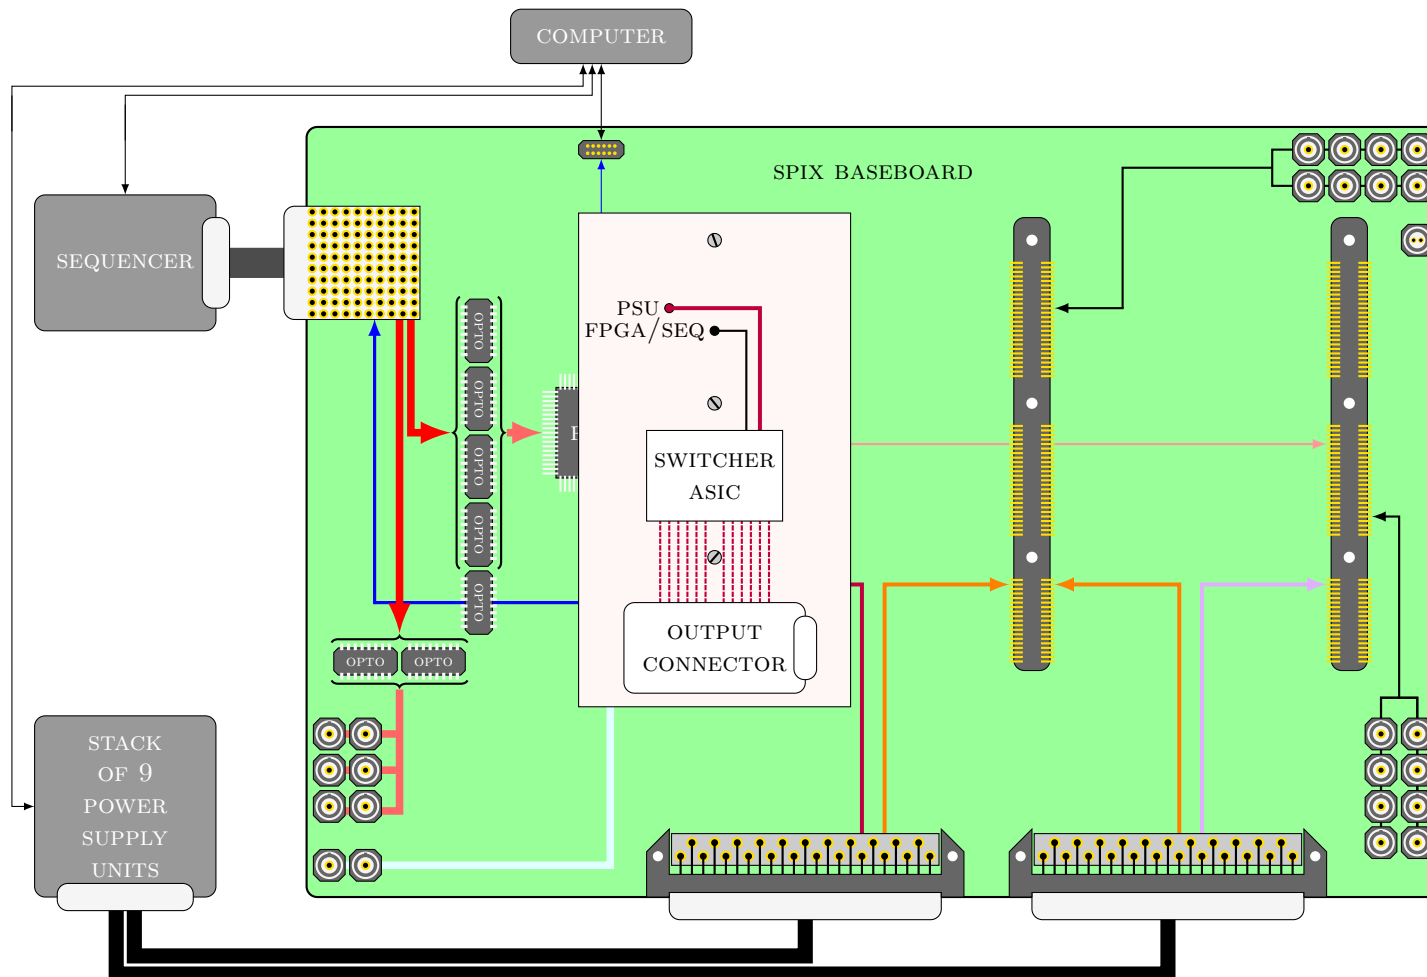 COMPUTER
SPIX BASEBOARD
SEQUENCER
OPTO
OPTO
OPTO
OPTO
OPTO
PSU
FPGA/SEQ
SWITCHER
ASIC
OUTPUT
CONNECTOR
OPTO OPTO
STACK
OF 9
POWER
SUPPLY
UNITS